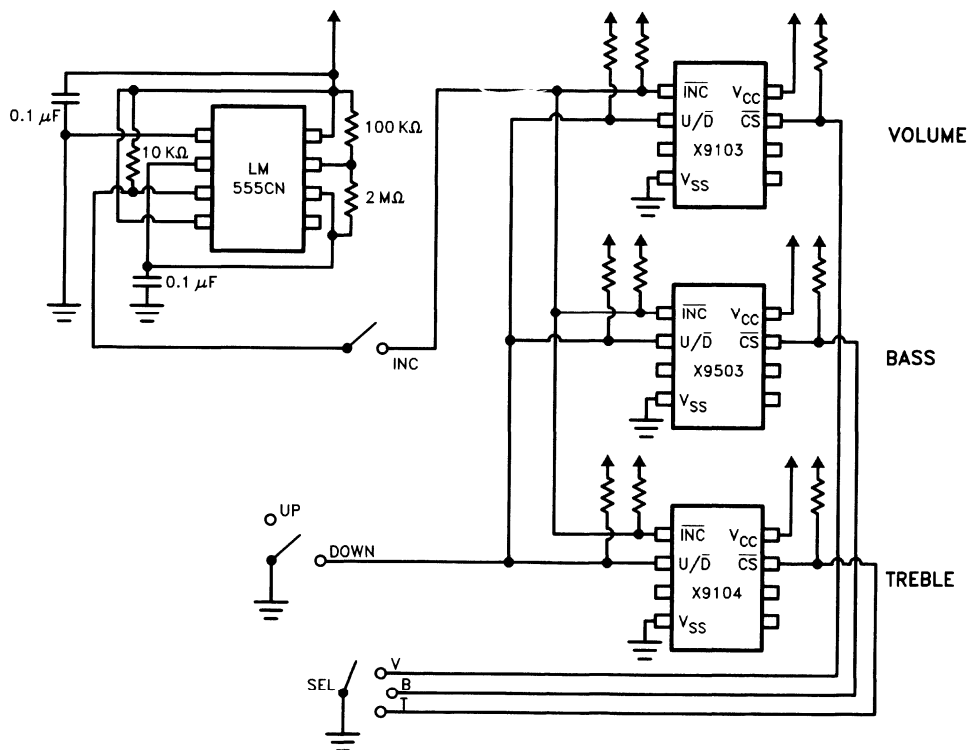 0.1 μF
10 KΩ
LM
555CN
100 KΩ
2 MΩ
0.1 μF
INC
INC
U/D
X9103
VSS
VCC
CS
VOLUME
INC
U/D
X9503
VSS
VCC
CS
BASS
UP
DOWN
INC
U/D
X9104
VSS
VCC
CS
TREBLE
SEL
V
B
T